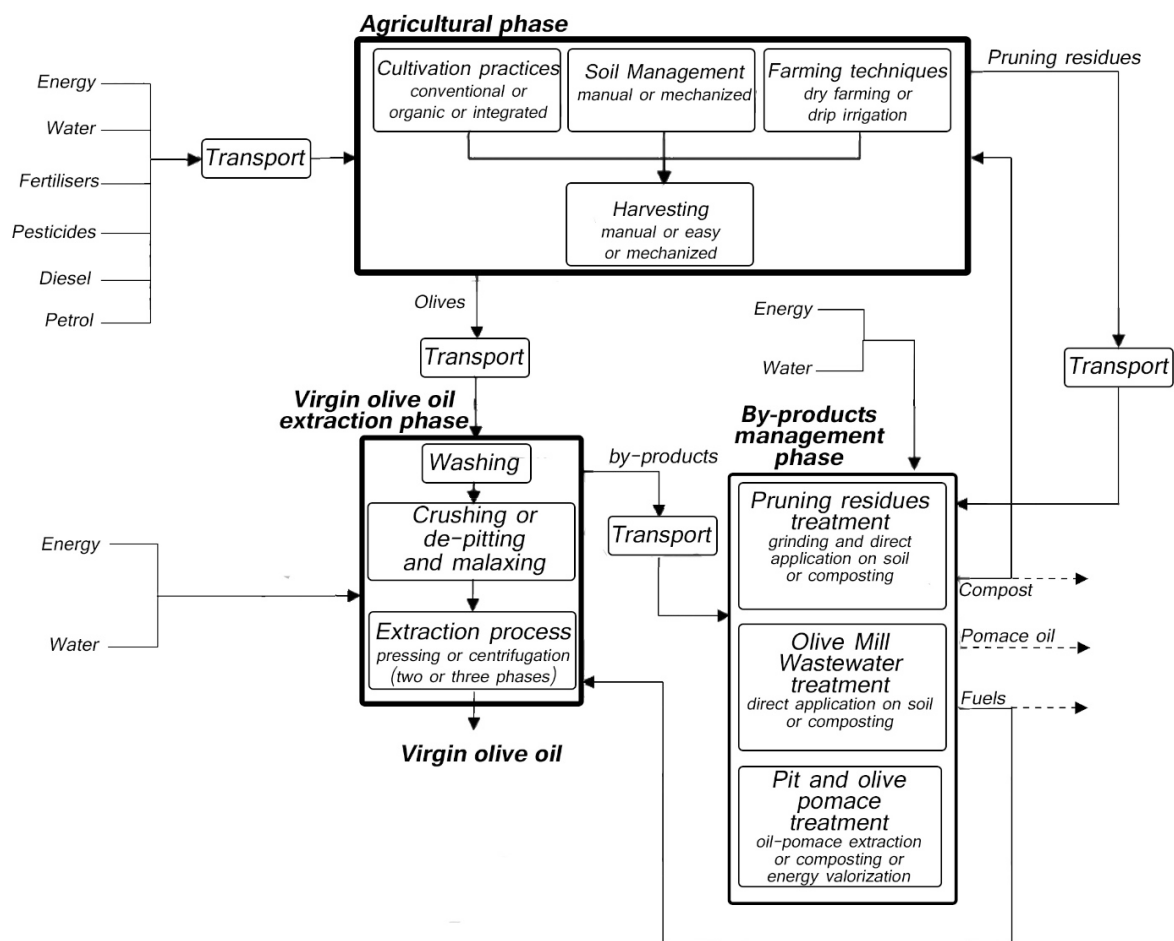 Agricultural phase
Energy
Water
Fertilisers
Pesticides
Diesel
Petrol
Transport
Cultivation practices
conventional or
organic or integrated
Soil Management
manual or mechanized
Farming techniques
dry farming or
drip irrigation
Harvesting
manual or easy
or mechanized
Pruning residues
Transport
Olives
Transport
Energy
Water
Virgin olive oil
extraction phase
Washing
Crushing or
de-pitting
and malaxing
Extraction process
pressing or centrifugation
(two or three phases)
Virgin olive oil
Energy
Water
by-products
Transport
By-products
management
phase
Pruning residues
treatment
grinding and direct
application on soil
or composting
Olive Mill
Wastewater
treatment
direct application on soil
or composting
Pit and olive
pomace
treatment
oil-pomace extraction
or composting or
energy valorization
Compost
Pomace oil
Fuels